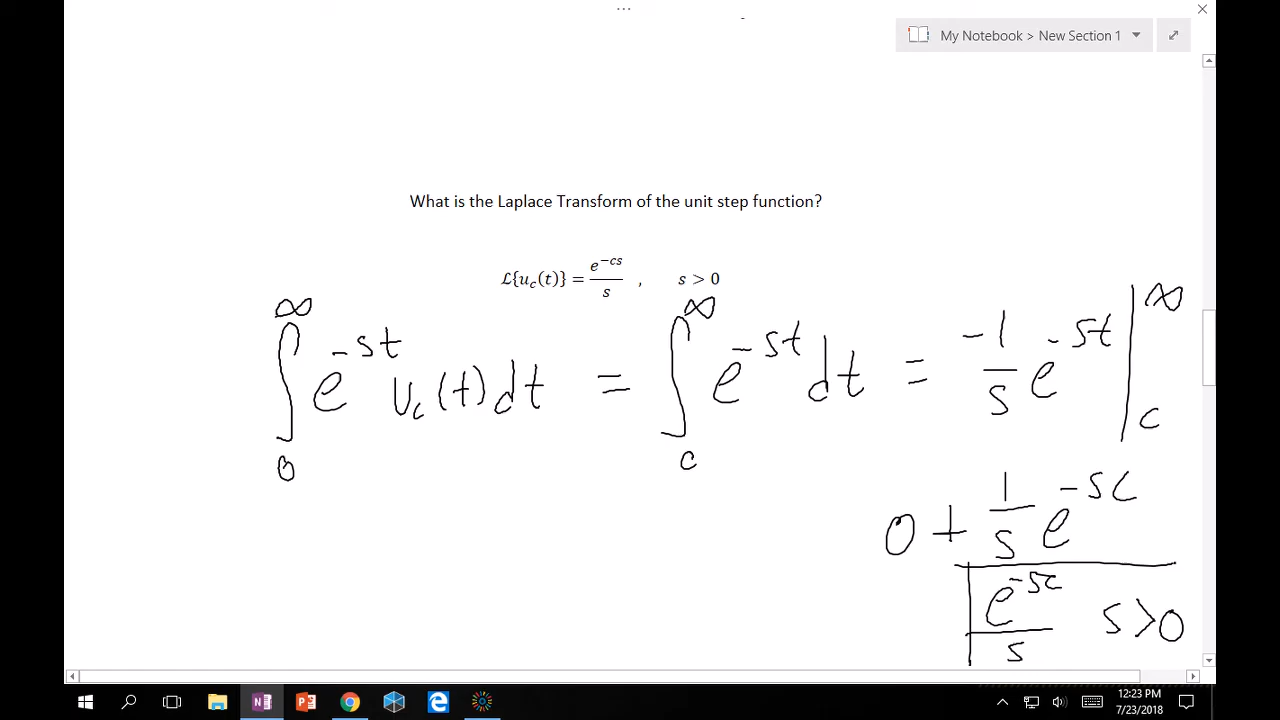 ...
My Notebook > New Section 1
What is the Laplace Transform of the unit step function?
ℒ{u_c(t)} = e^{-cs}/s , s > 0
∫_0^∞ e^{-st} u_c(t) dt = ∫_c^∞ e^{-st} dt = -1/s e^{-st} |_c^∞
0 + 1/s e^{-sc}
e^{-sc}/s s>0
12:23 PM
7/23/2018